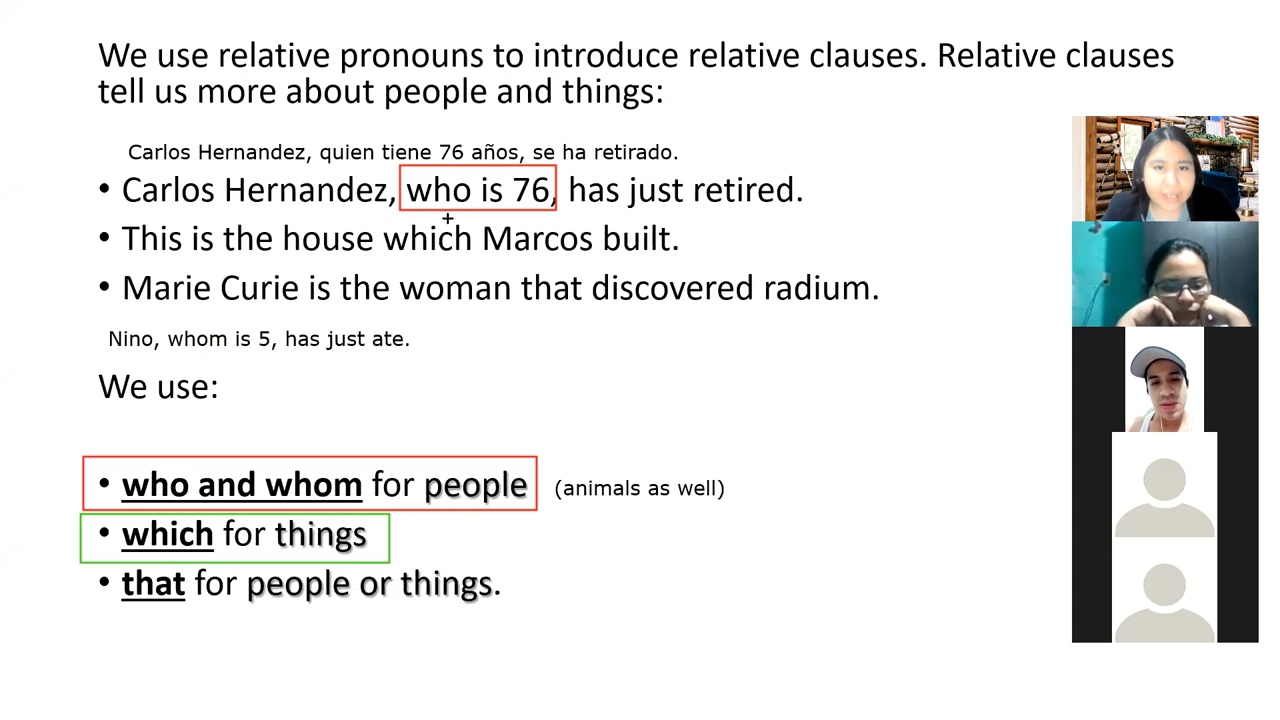 We use relative pronouns to introduce relative clauses. Relative clauses
tell us more about people and things:
Carlos Hernandez, quien tiene 76 años, se ha retirado.
• Carlos Hernandez, who is 76, has just retired.
• This is the house which Marcos built.
• Marie Curie is the woman that discovered radium.
Nino, whom is 5, has just ate.
We use:
• who and whom for people (animals as well)
• which for things
• that for people or things.